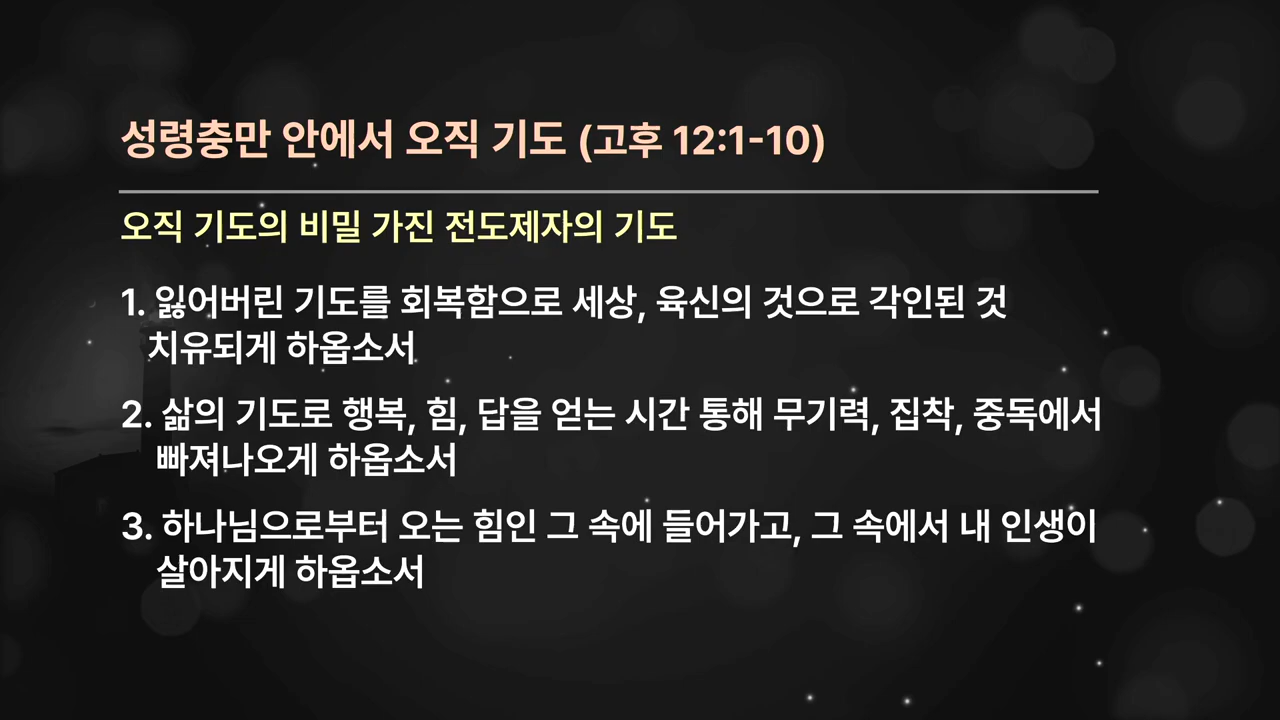 성령충만 안에서 오직 기도 (고후 12:1-10)
오직 기도의 비밀 가진 전도제자의 기도
1. 잃어버린 기도를 회복함으로 세상, 육신의 것으로 각인된 것
치유되게 하옵소서
2. 삶의 기도로 행복, 힘, 답을 얻는 시간 통해 무기력, 집착, 중독에서
빠져나오게 하옵소서
3. 하나님으로부터 오는 힘인 그 속에 들어가고, 그 속에서 내 인생이
살아지게 하옵소서